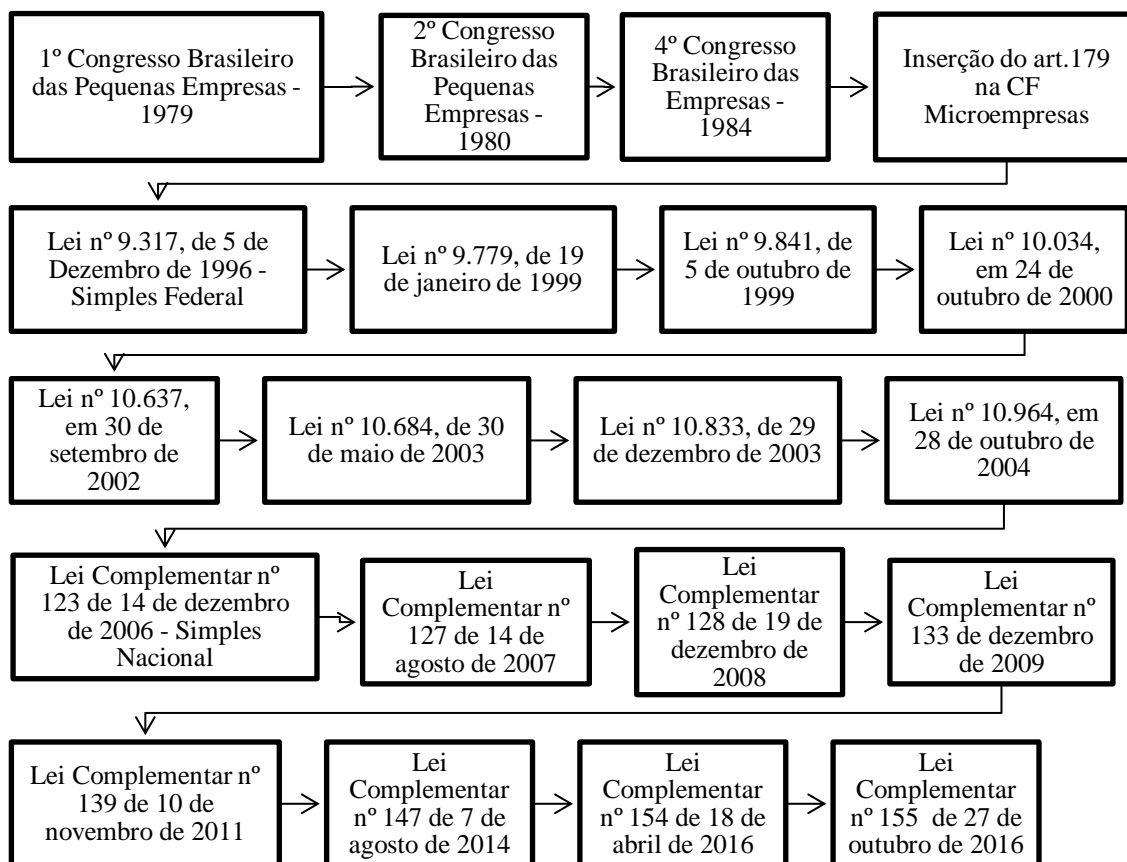 1º Congresso Brasileiro
das Pequenas Empresas -
1979
2º Congresso
Brasileiro das
Pequenas
Empresas -
1980
4º Congresso
Brasileiro das
Empresas -
1984
Inserção do art.179
na CF
Microempresas
Lei nº 9.317, de 5 de
Dezembro de 1996 -
Simples Federal
Lei nº 9.779, de 19
de janeiro de 1999
Lei nº 9.841, de
5 de outubro de
1999
Lei nº 10.034,
em 24 de
outubro de 2000
Lei nº 10.637,
em 30 de
setembro de
2002
Lei nº 10.684, de 30
de maio de 2003
Lei nº 10.833, de 29
de dezembro de 2003
Lei nº 10.964, em
28 de outubro de
2004
Lei Complementar nº
123 de 14 de dezembro
de 2006 - Simples
Nacional
Lei
Complementar nº
127 de 14 de
agosto de 2007
Lei
Complementar
nº 128 de 19 de
dezembro de
2008
Lei
Complementar nº
133 de dezembro
de 2009
Lei Complementar nº
139 de 10 de
novembro de 2011
Lei
Complementar
nº 147 de 7 de
agosto de 2014
Lei
Complementar
nº 154 de 18 de
abril de 2016
Lei
Complementar
nº 155 de 27 de
outubro de 2016